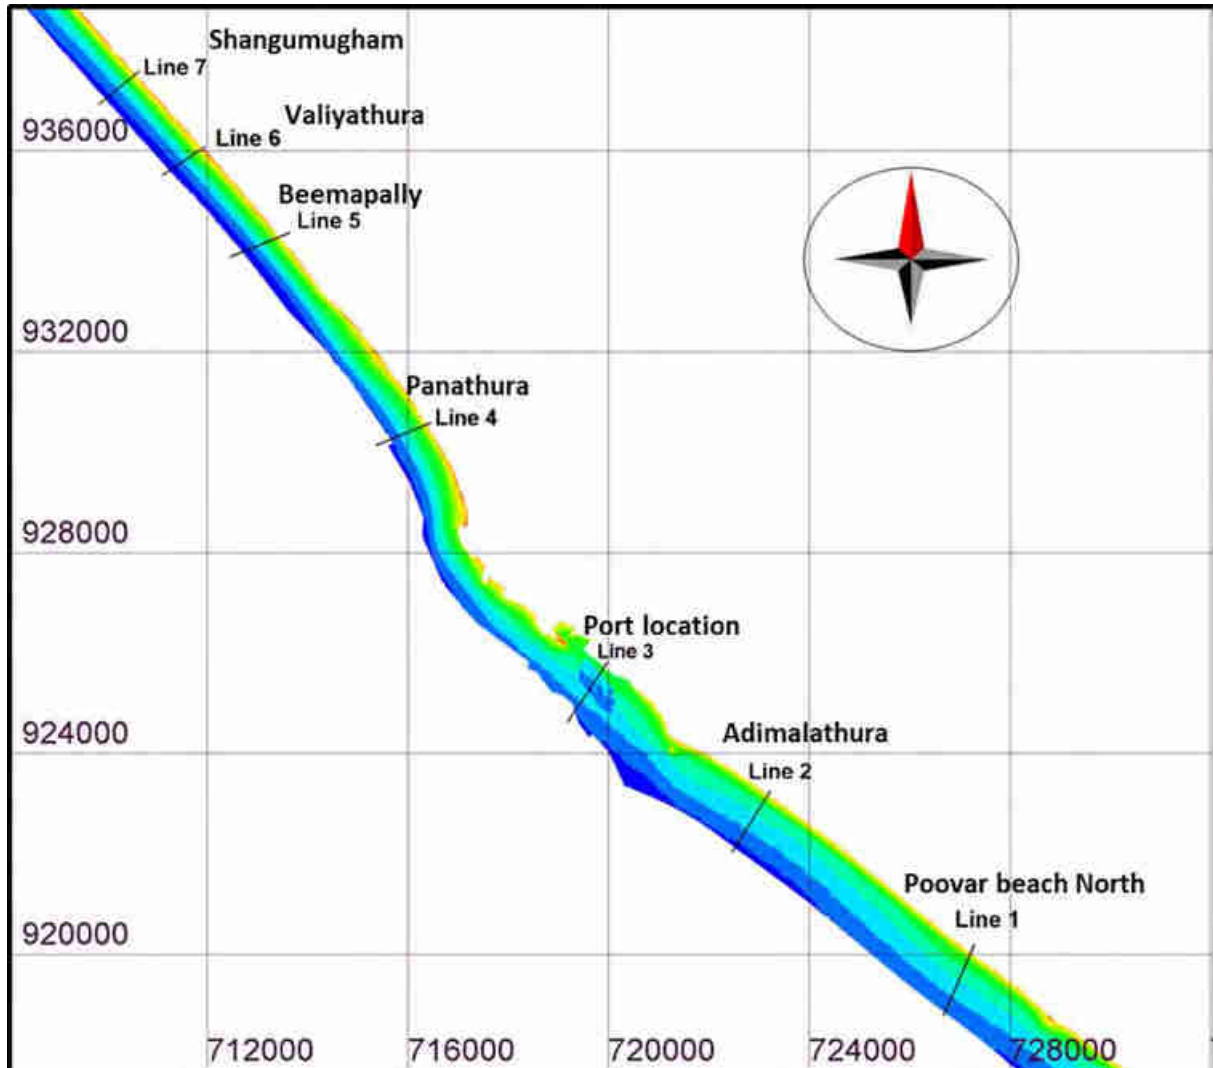 Shangumugham
Line 7
936000
Valiyathura
Line 6
Beemapally
Line 5
932000
Panathura
Line 4
928000
Port location
Line 3
924000
Adimalathura
Line 2
Poovar beach North
Line 1
920000
712000
716000
720000
724000
728000